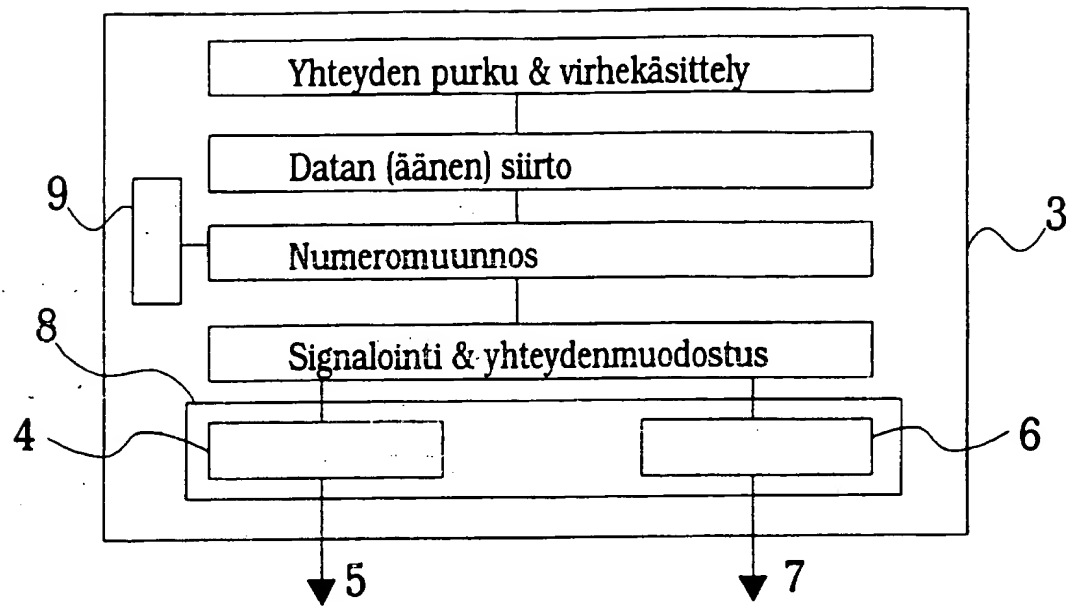 Yhteyden purku & virhekäsittely
Datan (äänen) siirto
9
3
Numeromuunnos
8
Signalointi & yhteydenmuodostus
4
6
5
7